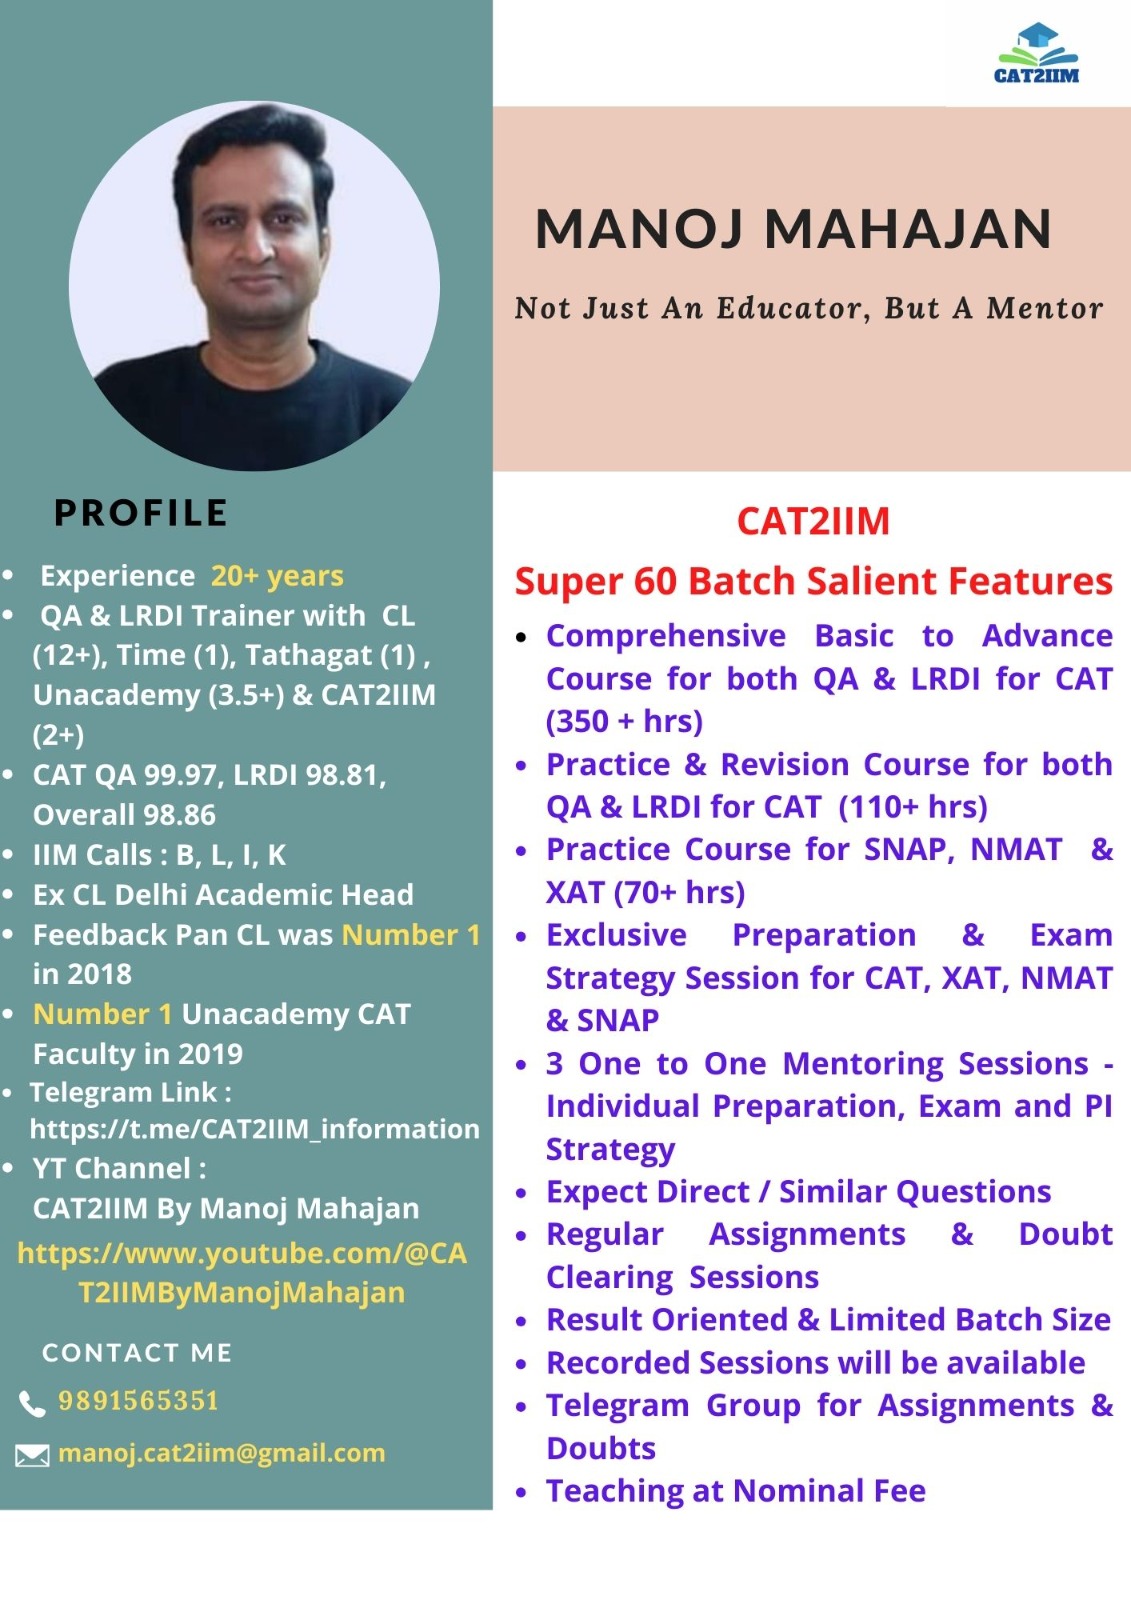 CAT2IIM
MANOJ MAHAJAN
Not Just An Educator, But A Mentor
PROFILE
• Experience 20+ years
• QA & LRDI Trainer with CL
(12+), Time (1), Tathagat (1) ,
Unacademy (3.5+) & CAT2IIM
(2+)
• CAT QA 99.97, LRDI 98.81,
Overall 98.86
• IIM Calls : B, L, I, K
• Ex CL Delhi Academic Head
• Feedback Pan CL was Number 1
in 2018
• Number 1 Unacademy CAT
Faculty in 2019
• Telegram Link :
https://t.me/CAT2IIM_information
• YT Channel :
CAT2IIM By Manoj Mahajan
https://www.youtube.com/@CA
T2IIMByManojMahajan
CONTACT ME
9891565351
manoj.cat2iim@gmail.com
CAT2IIM
Super 60 Batch Salient Features
• Comprehensive Basic to Advance
Course for both QA & LRDI for CAT
(350 + hrs)
• Practice & Revision Course for both
QA & LRDI for CAT (110+ hrs)
• Practice Course for SNAP, NMAT &
XAT (70+ hrs)
• Exclusive Preparation & Exam
Strategy Session for CAT, XAT, NMAT
& SNAP
• 3 One to One Mentoring Sessions -
Individual Preparation, Exam and PI
Strategy
• Expect Direct / Similar Questions
• Regular Assignments & Doubt
Clearing Sessions
• Result Oriented & Limited Batch Size
• Recorded Sessions will be available
• Telegram Group for Assignments &
Doubts
• Teaching at Nominal Fee